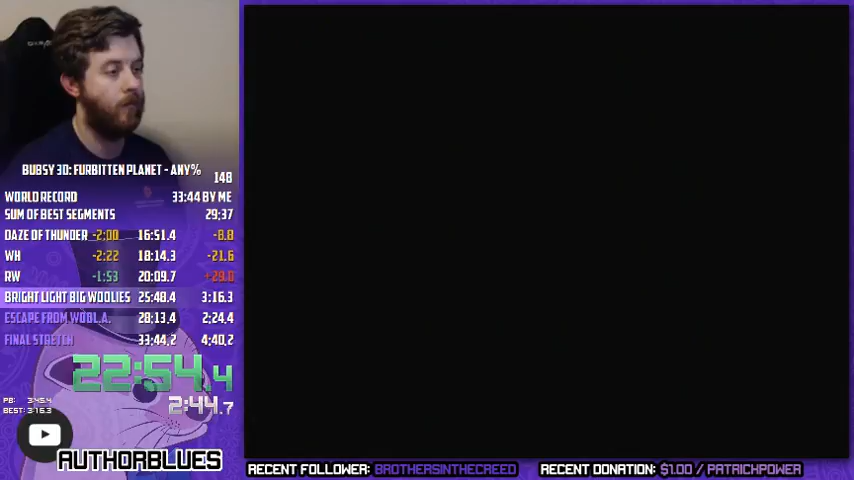 BUBSY 3D: FURBITTEN PLANET - ANY%
148
WORLD RECORD 33:44 BY ME
SUM OF BEST SEGMENTS 29:37
DAZE OF THUNDER -2:00 16:51.4 -8.8
WH -2:22 18:14.3 -21.6
RW -1:53 20:09.7 +29.0
BRIGHT LIGHT BIG WOOLIES 25:48.4 3:16.3
ESCAPE FROM WOOL.A. 28:13.4 2:24.4
FINAL STRETCH 33:44.2 4:40.2
22:54.4
PB: 3:45.4
BEST: 3:16.3
2:44.7
AUTHORBLUES
RECENT FOLLOWER: BROTHERSINTHECREED RECENT DONATION: $1.00 / PATRICHPOWER